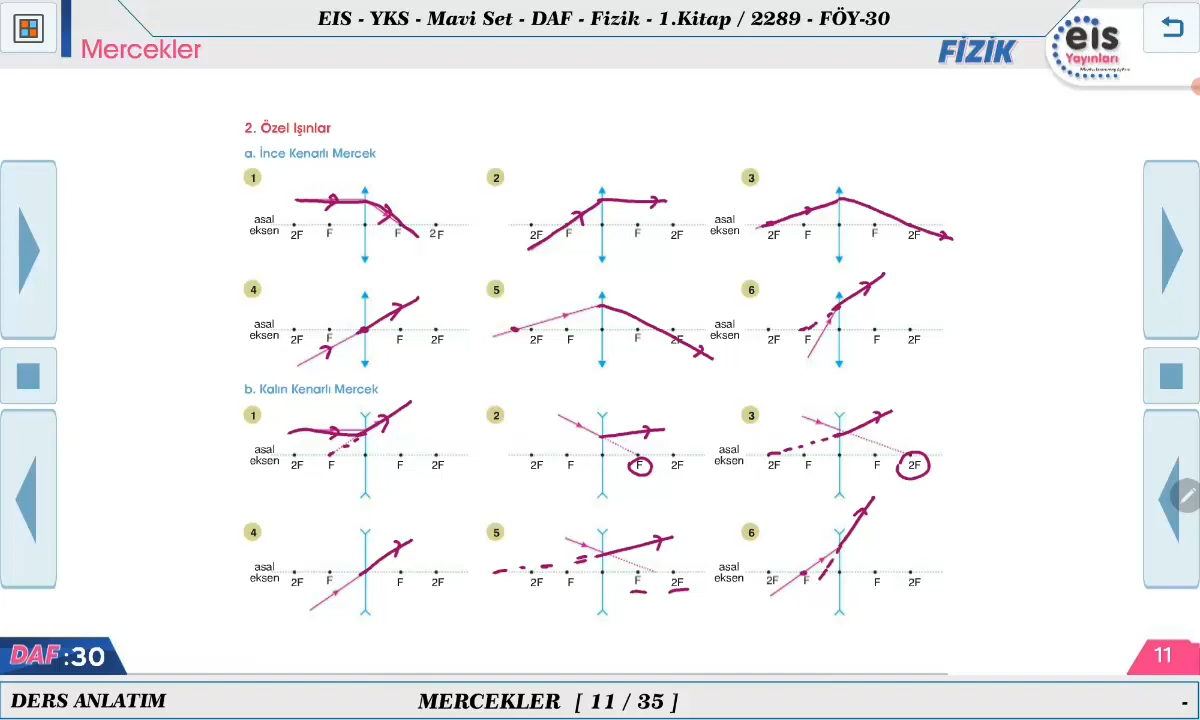 EIS - YKS - Mavi Set - DAF - Fizik - 1.Kitap / 2289 - FÖY-30
Mercekler
FİZİK
eis
Yayınları
2. Özel Işınlar
a. İnce Kenarlı Mercek
1
2
3
asal
eksen
2F F F 2F
2F F F 2F
asal
eksen
2F F F 2F
4
5
6
asal
eksen
2F F F 2F
2F F F 2F
asal
eksen
2F F F 2F
b. Kalın Kenarlı Mercek
1
2
3
asal
eksen
2F F F 2F
2F F F 2F
asal
eksen
2F F F 2F
4
5
6
asal
eksen
2F F F 2F
2F F F 2F
asal
eksen
2F F F 2F
DAF:30
11
DERS ANLATIM
MERCEKLER [ 11 / 35 ]
-